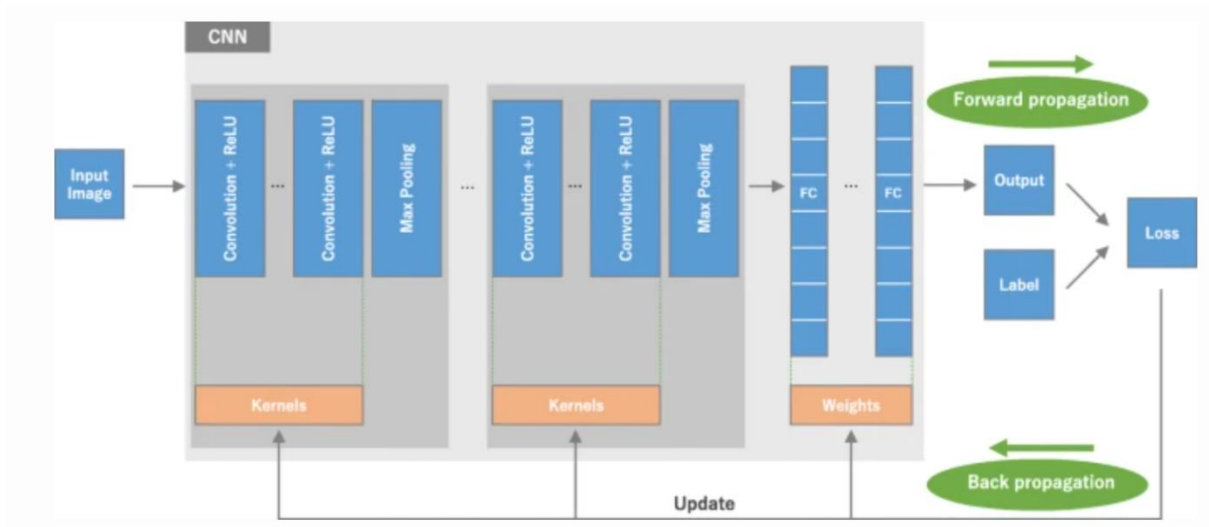 CNN
Forward propagation
Input
Image
Convolution + ReLU
...
Convolution + ReLU
Max Pooling
...
Convolution + ReLU
...
Convolution + ReLU
Max Pooling
FC
...
FC
Output
Label
Loss
Kernels
Kernels
Weights
Back propagation
Update